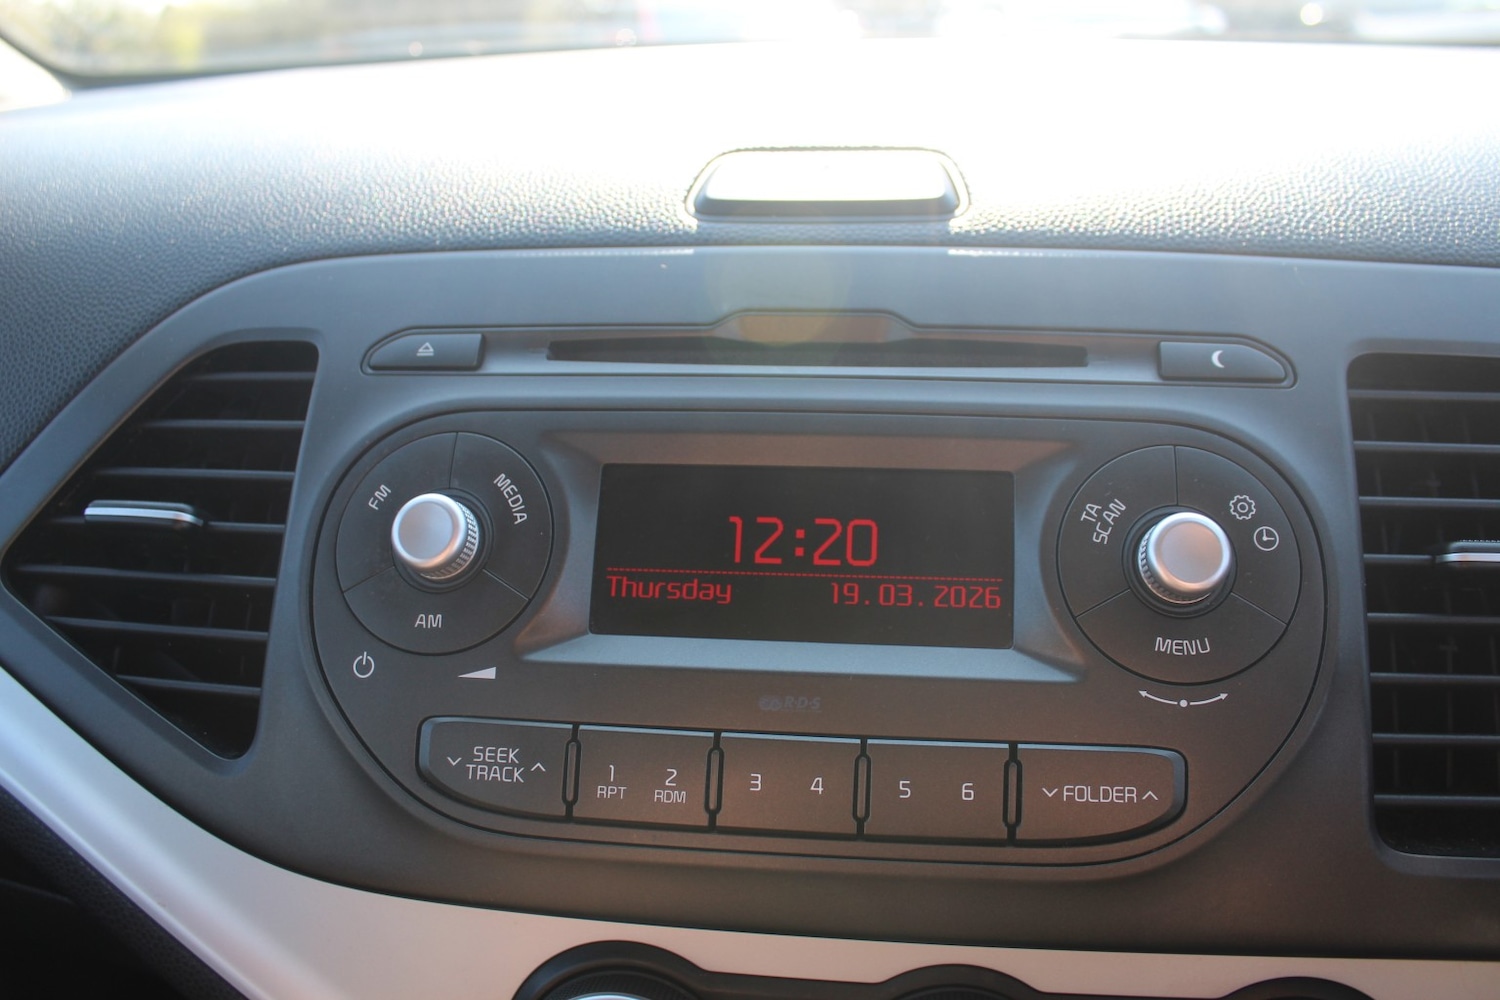 12:20
Thursday 19.03.2026
FM
MEDIA
AM
TA
SCAN
MENU
R·D·S
SEEK
TRACK
1
RPT
2
RDM
3
4
5
6
FOLDER